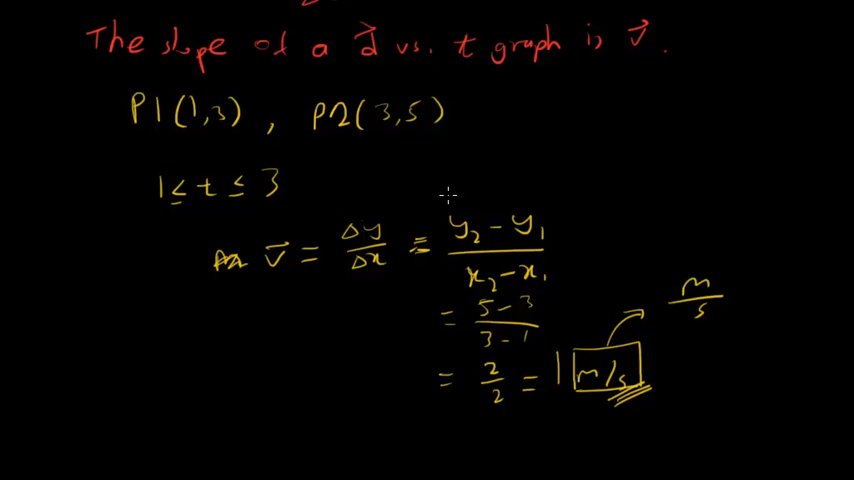 The slope of a d⃗ vs. t graph is v⃗.
P1(1,3), P2(3,5)
1 ≤ t ≤ 3
v⃗ = Δy/Δx = (y₂ - y₁)/(x₂ - x₁)
= (5 - 3)/(3 - 1)
= 2/2 = 1 m/s
m/s